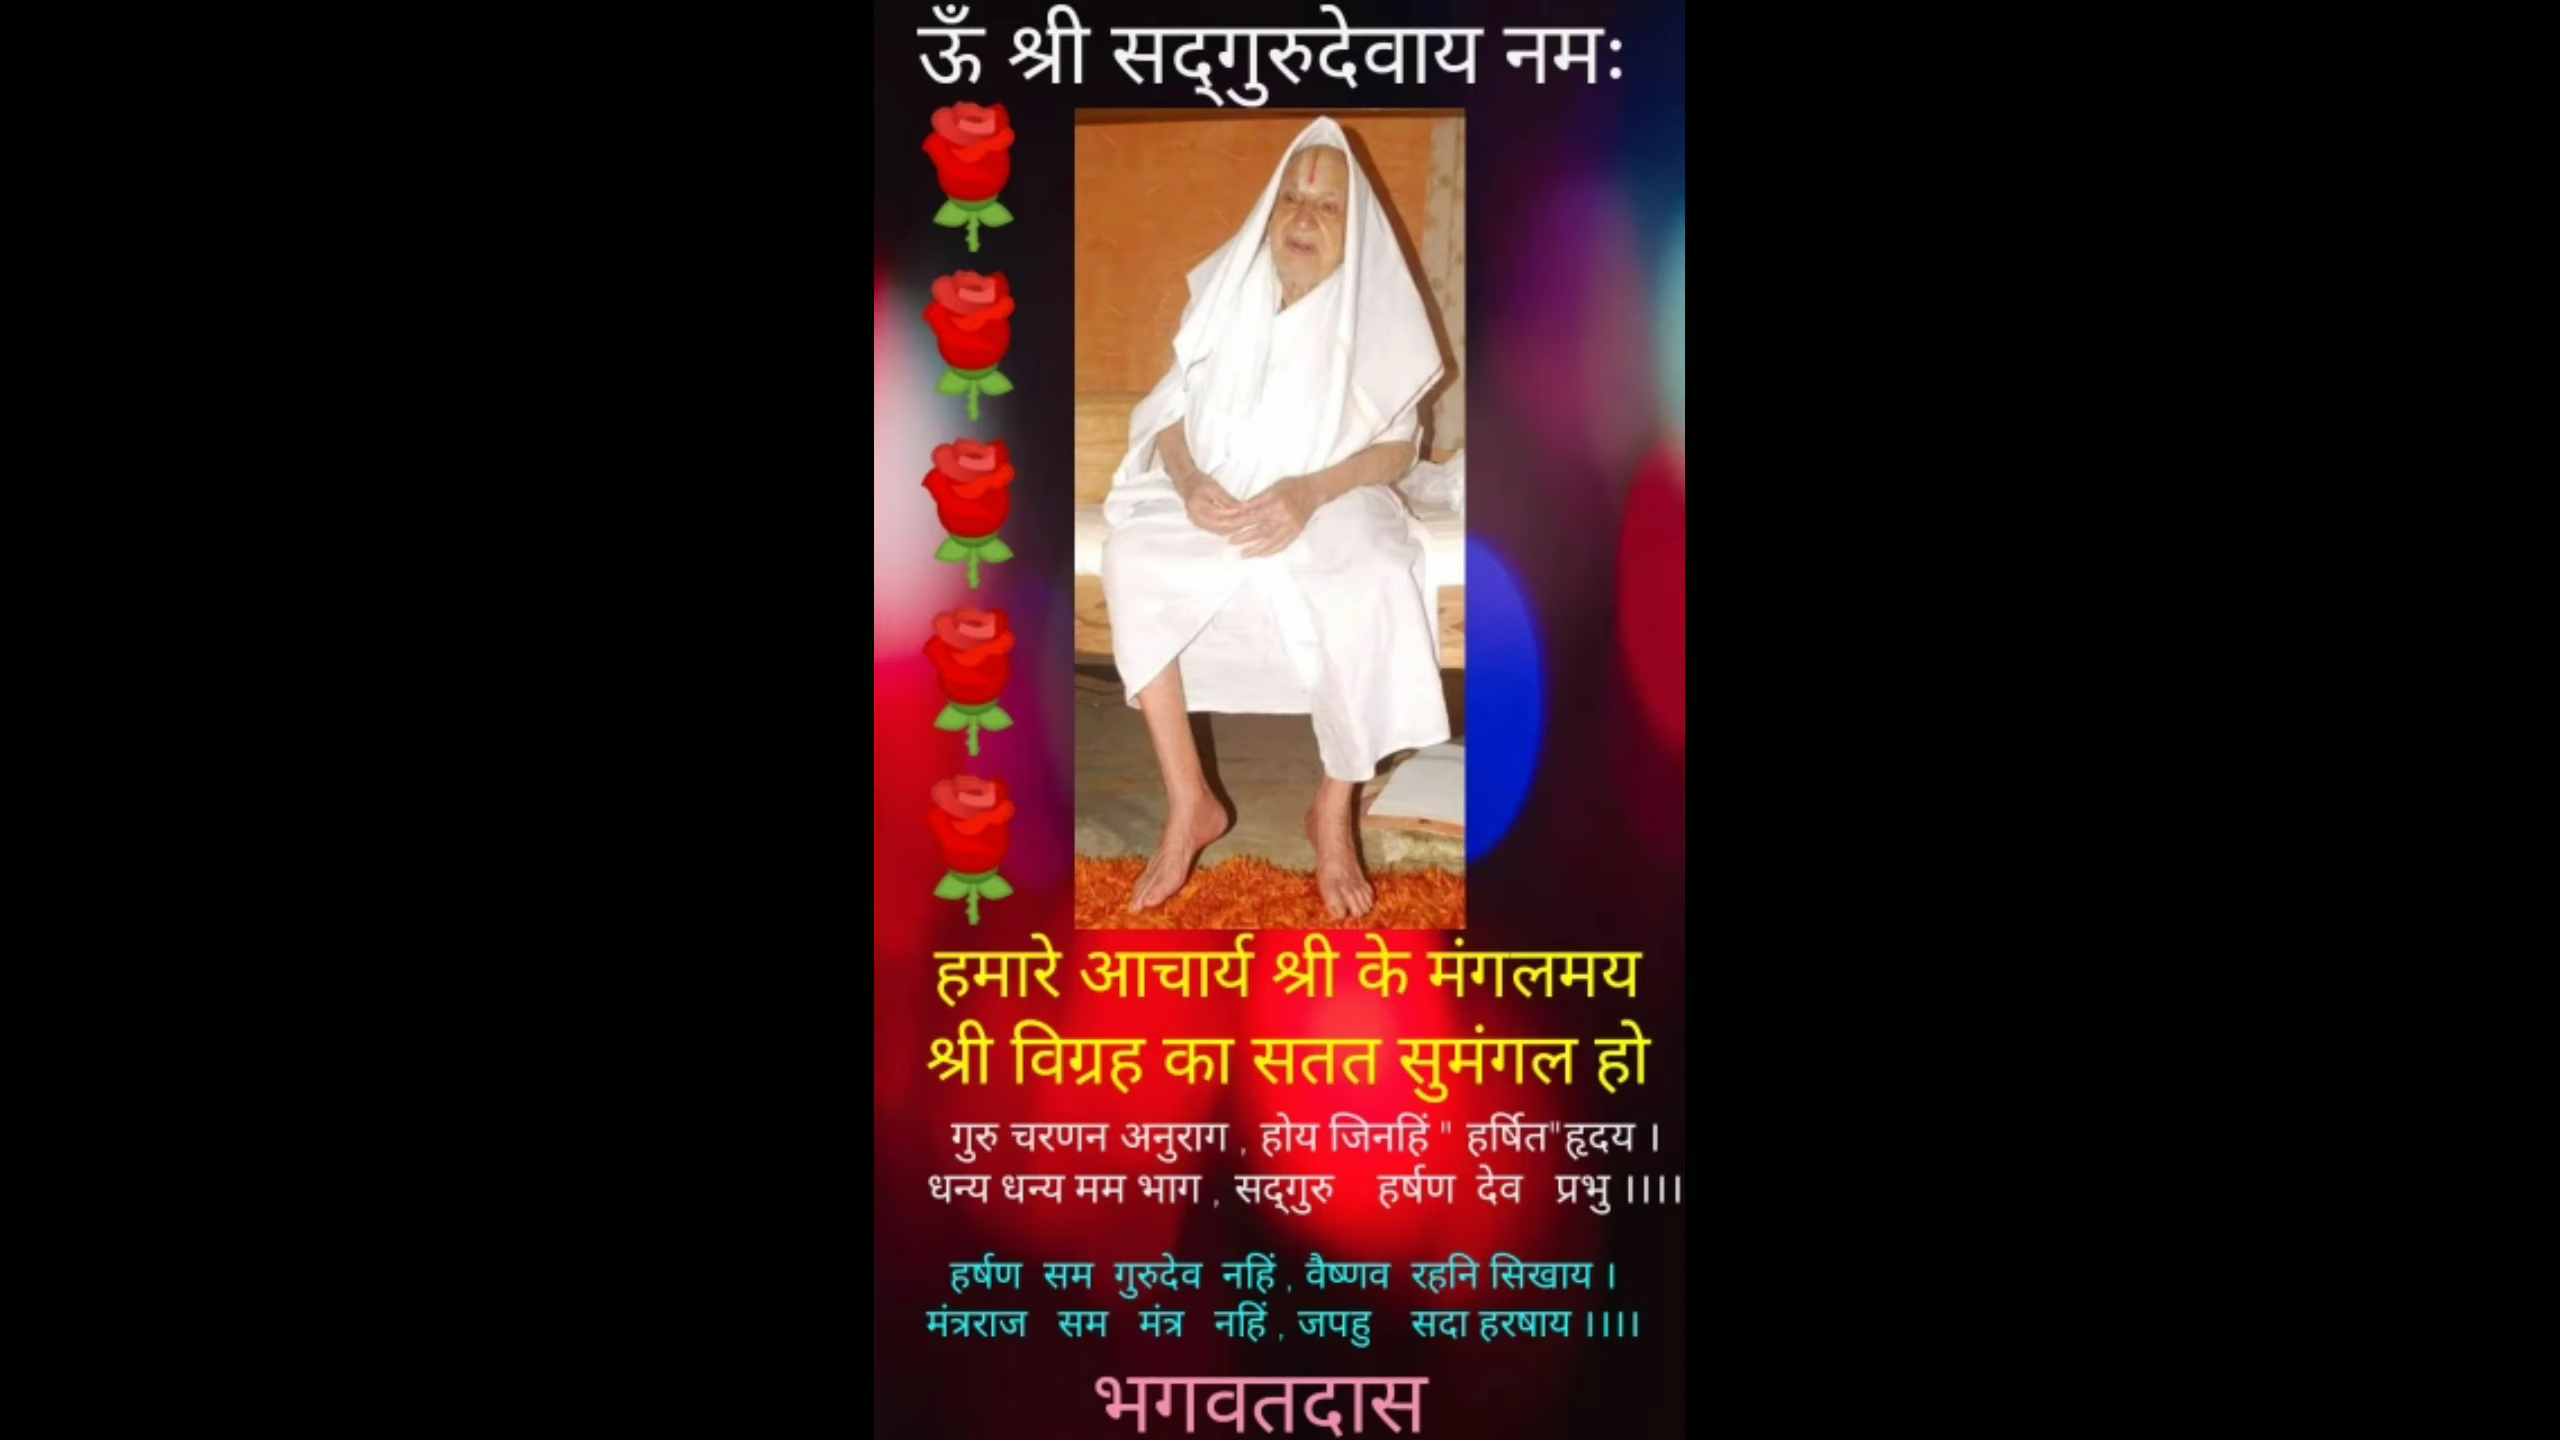 ऊँ श्री सद्‌गुरुदेवाय नमः
हमारे आचार्य श्री के मंगलमय
श्री विग्रह का सतत सुमंगल हो
गुरु चरणन अनुराग , होय जिनहिं " हर्षित"हृदय ।
धन्य धन्य मम भाग , सद्‌गुरु हर्षण देव प्रभु ।।।।
हर्षण सम गुरुदेव नहिं , वैष्णव रहनि सिखाय ।
मंत्रराज सम मंत्र नहिं , जपहु सदा हरषाय ।।।।
भगवतदास